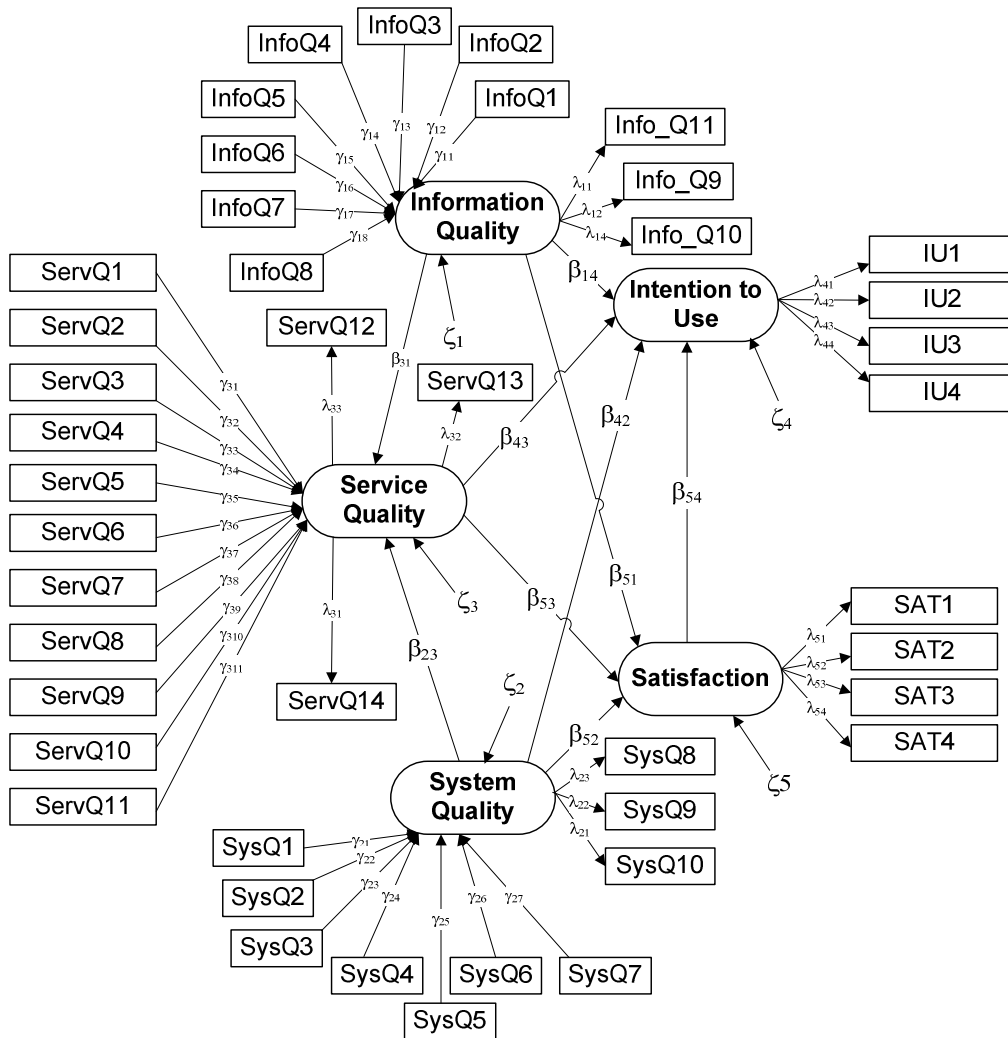 InfoQ3
InfoQ4
InfoQ2
InfoQ5
InfoQ1
InfoQ6
InfoQ7
InfoQ8
γ14
γ13
γ12
γ11
γ15
γ16
γ17
γ18
Information
Quality
Info_Q11
Info_Q9
Info_Q10
λ11
λ12
λ14
β14
Intention to
Use
IU1
IU2
IU3
IU4
λ41
λ42
λ43
λ44
ζ1
ζ4
ServQ1
ServQ2
ServQ3
ServQ4
ServQ5
ServQ6
ServQ7
ServQ8
ServQ9
ServQ10
ServQ11
γ31
γ32
γ33
γ34
γ35
γ36
γ37
γ38
γ39
γ310
γ311
ServQ12
ServQ13
β31
λ33
λ32
β43
β42
Service
Quality
β54
λ31
ζ3
β53
β51
β23
ServQ14
ζ2
Satisfaction
SAT1
SAT2
SAT3
SAT4
λ51
λ52
λ53
λ54
ζ5
β52
System
Quality
SysQ8
SysQ9
SysQ10
λ23
λ22
λ21
SysQ1
SysQ2
SysQ3
SysQ4
SysQ5
SysQ6
SysQ7
γ21
γ22
γ23
γ24
γ25
γ26
γ27